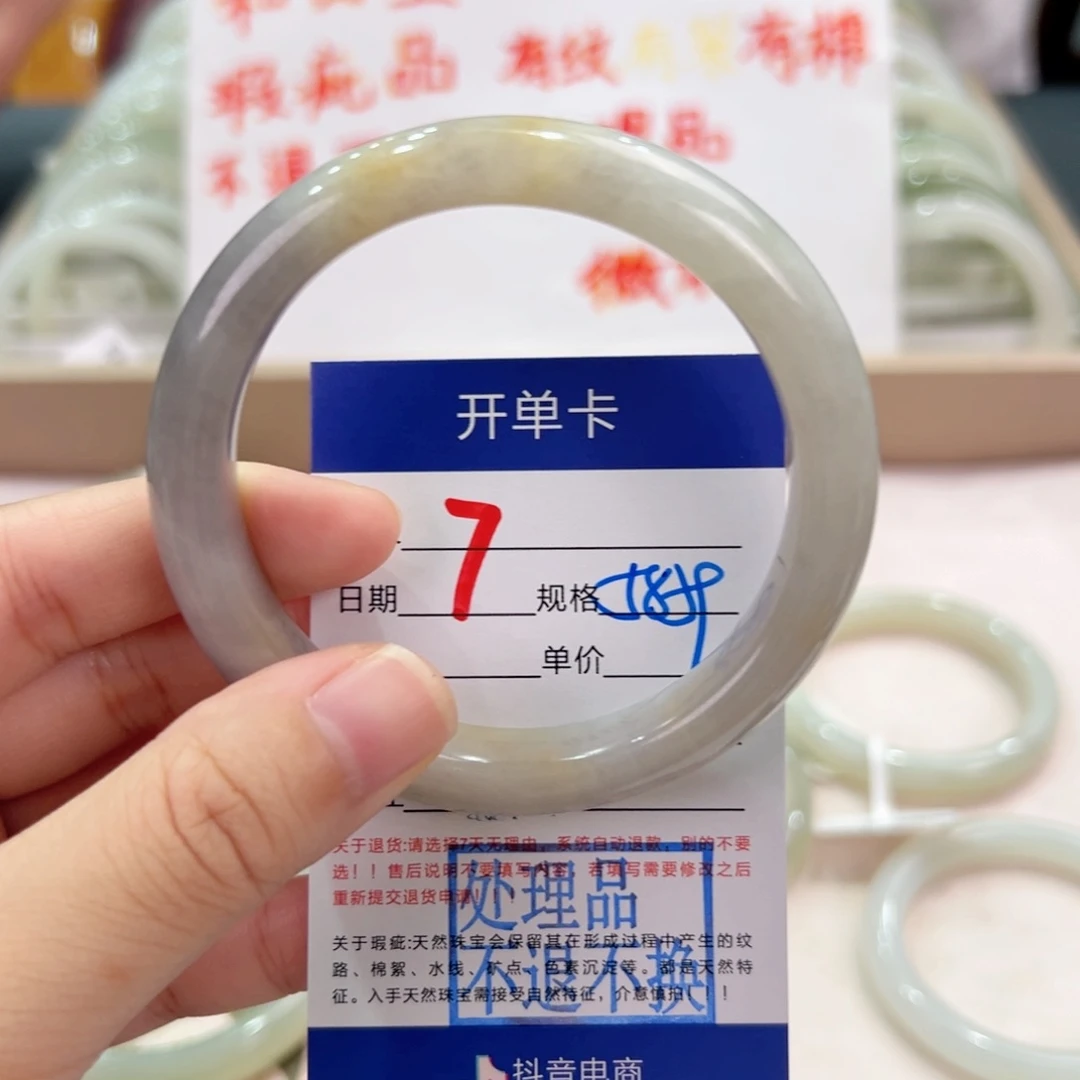 瑕疵品 有纹有裂有棉
不退
微
开单卡
7
日期 规格
单价
关于退货:请选择7天无理由，系统自动退款，别的不要
选！！售后说明不要填写内容，若填写需要修改之后
重新提交退货申请！！
处理品
不退不换
关于瑕疵:天然珠宝会保留其在形成过程中产生的纹
路、棉絮、水线、矿点、色素沉淀等。都是天然特
征。入手天然珠宝需接受自然特征，介意慎拍！！！
抖音电商